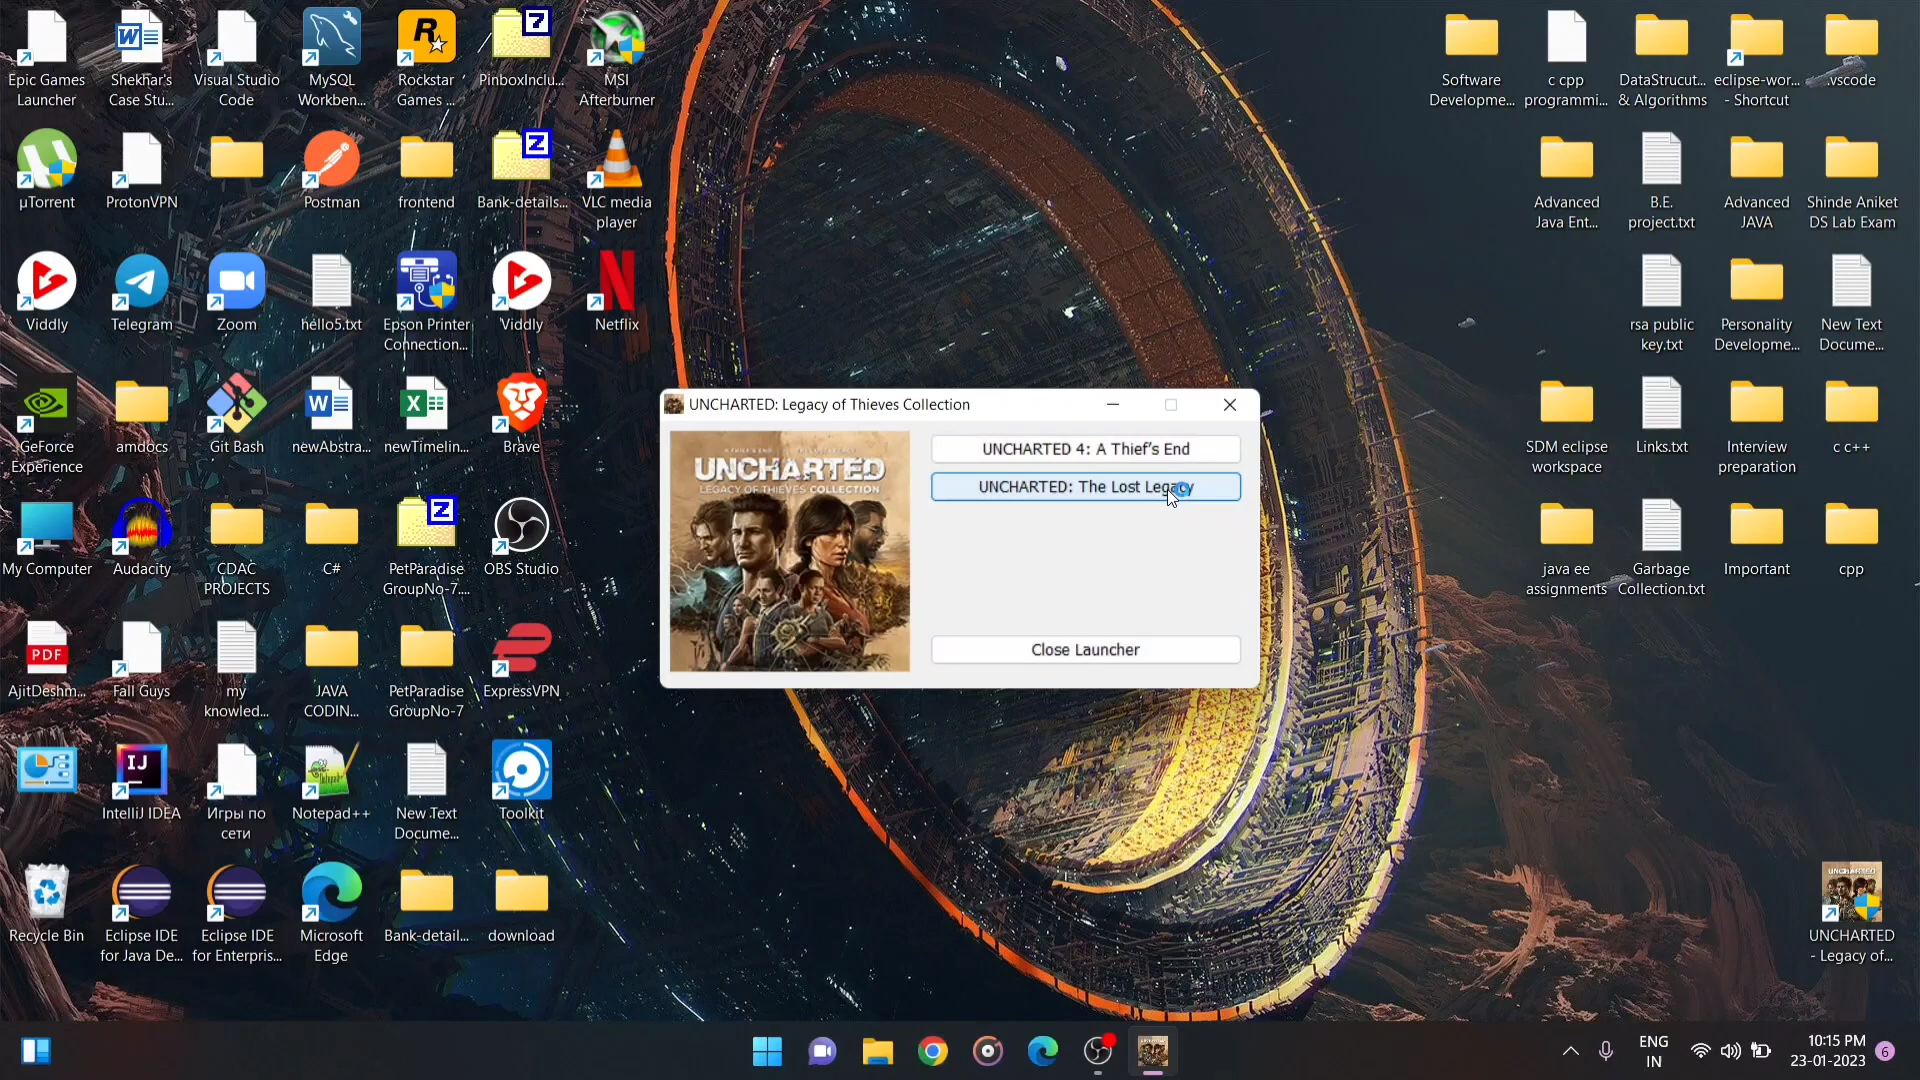 Epic Games
Launcher
Shekhar's
Case Stu...
Visual Studio
Code
MySQL
Workben...
Rockstar
Games ...
7
PinboxInclu...
MSI
Afterburner
Software
Developme...
c cpp
programmi...
DataStrucut...
& Algorithms
eclipse-wor...
- Shortcut
.vscode
µTorrent
ProtonVPN
Postman
frontend
Z
Bank-details...
VLC media
player
Advanced
Java Ent...
B.E.
project.txt
Advanced
JAVA
Shinde Aniket
DS Lab Exam
Viddly
Telegram
Zoom
hello5.txt
Epson Printer
Connection...
Viddly
Netflix
rsa public
key.txt
Personality
Developme...
New Text
Docume...
GeForce
Experience
amdocs
Git Bash
newAbstra...
newTimelin...
Brave
SDM eclipse
workspace
Links.txt
Interview
preparation
c c++
UNCHARTED: Legacy of Thieves Collection
UNCHARTED
LEGACY OF THIEVES COLLECTION
UNCHARTED 4: A Thief's End
UNCHARTED: The Lost Legacy
Close Launcher
My Computer
Audacity
CDAC
PROJECTS
C#
Z
PetParadise
GroupNo-7....
OBS Studio
java ee
assignments
Garbage
Collection.txt
Important
cpp
PDF
AjitDeshm...
Fall Guys
my
knowled...
JAVA
CODIN...
PetParadise
GroupNo-7
ExpressVPN
IJ
IntelliJ IDEA
Игры по
сети
Notepad++
New Text
Docume...
Toolkit
Recycle Bin
Eclipse IDE
for Java De...
Eclipse IDE
for Enterpris...
Microsoft
Edge
Bank-detail...
download
UNCHARTED
UNCHARTED
- Legacy of...
ENG
IN
10:15 PM
23-01-2023
6